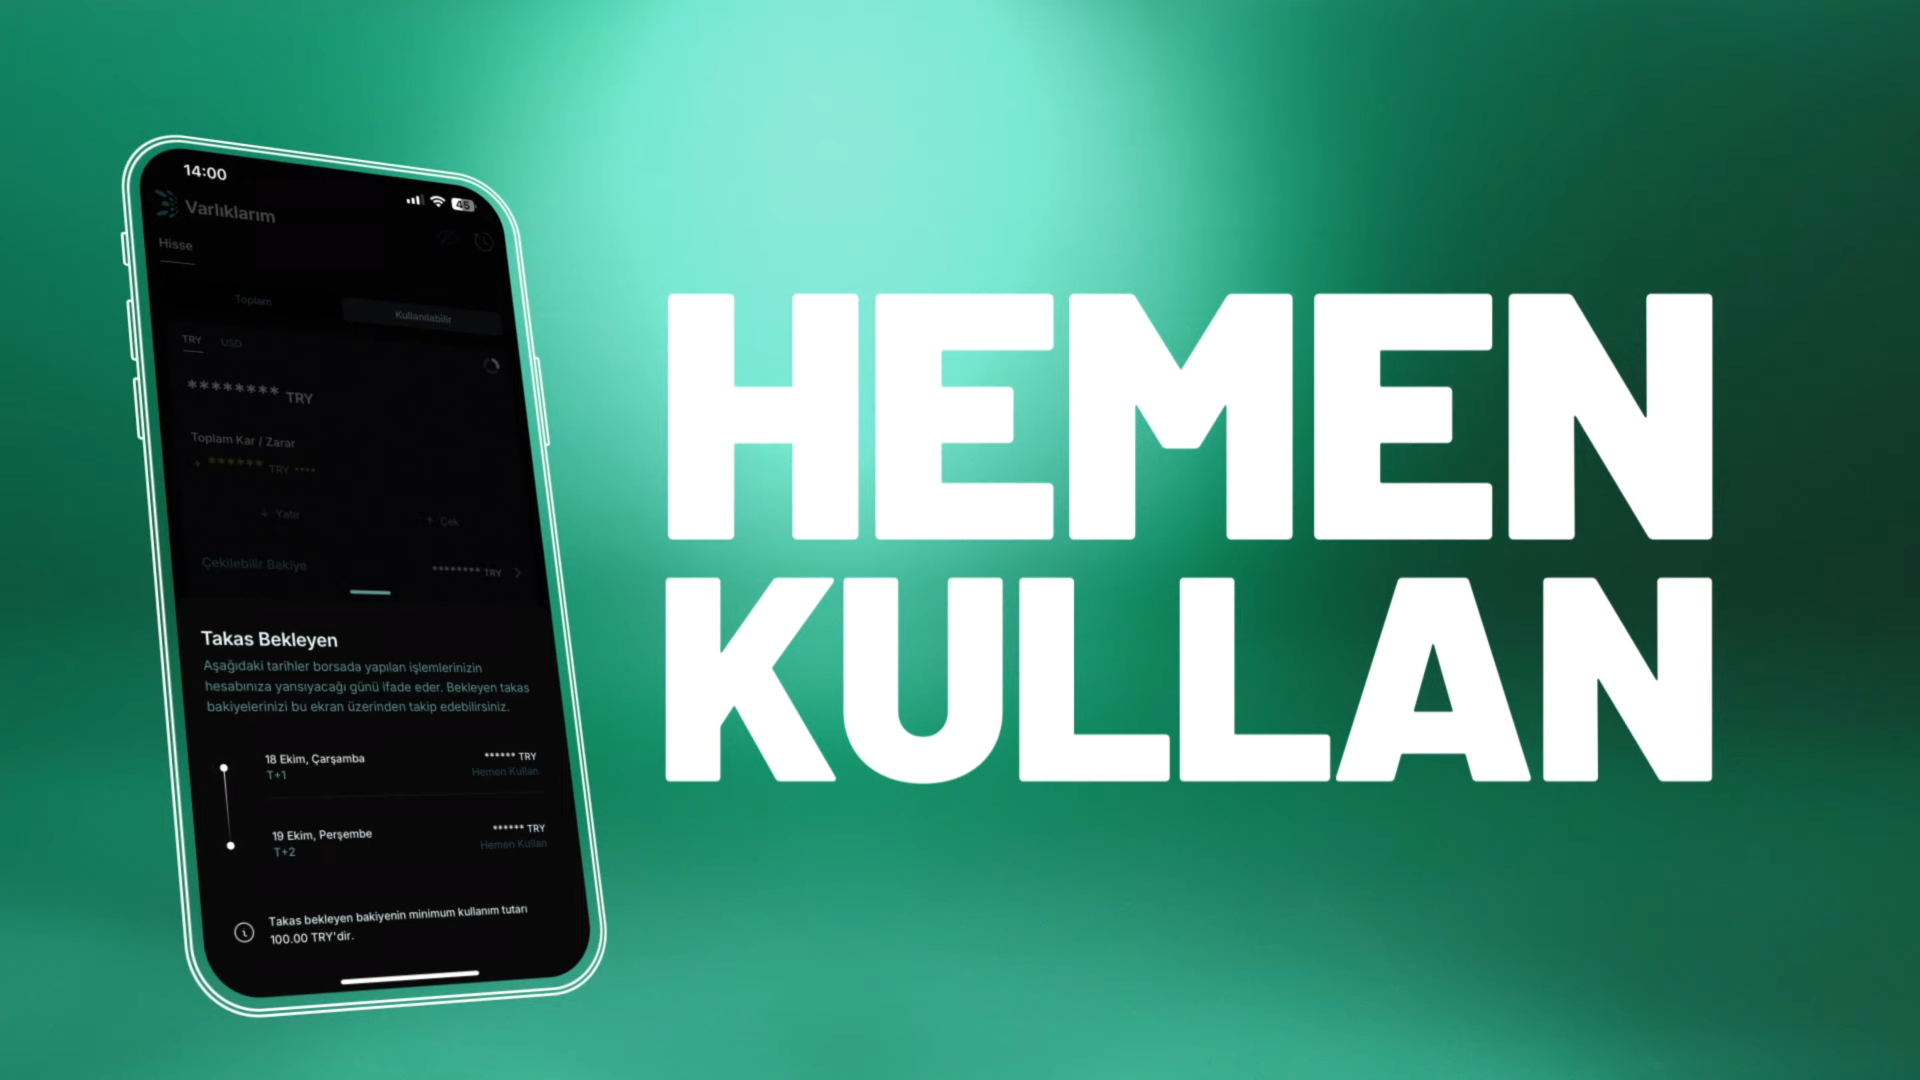 14:00
45
Varlıklarım
Hisse
Toplam
Kullanılabilir
TRY USD
******** TRY
Toplam Kar / Zarar
+ ****** TRY ****
↓ Yatır
↑ Çek
Çekilebilir Bakiye
******** TRY
Takas Bekleyen
Aşağıdaki tarihler borsada yapılan işlemlerinizin
hesabınıza yansıyacağı günü ifade eder. Bekleyen takas
bakiyelerinizi bu ekran üzerinden takip edebilirsiniz.
18 Ekim, Çarşamba
****** TRY
T+1
Hemen Kullan
19 Ekim, Perşembe
****** TRY
T+2
Hemen Kullan
Takas bekleyen bakiyenin minimum kullanım tutarı
100.00 TRY'dir.
HEMEN
KULLAN